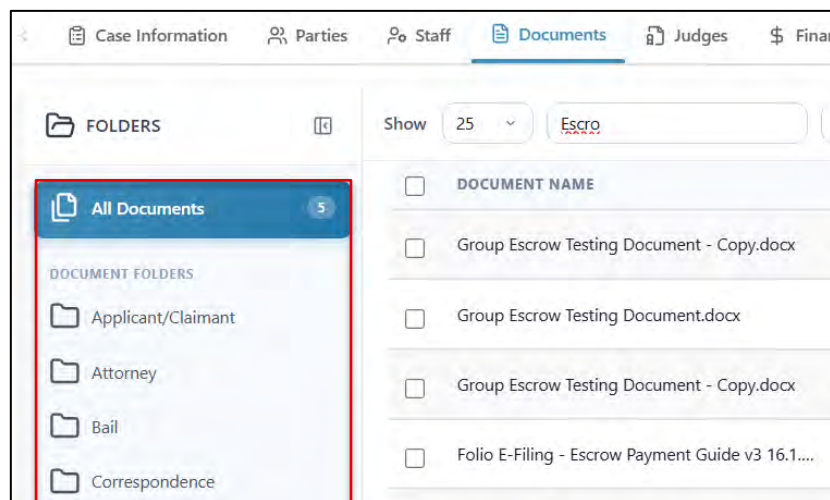 Case Information Parties Staff Documents Judges $ Finan
FOLDERS
Show 25 Escro
All Documents 5
DOCUMENT NAME
DOCUMENT FOLDERS
Group Escrow Testing Document - Copy.docx
Applicant/Claimant
Group Escrow Testing Document.docx
Attorney
Group Escrow Testing Document - Copy.docx
Bail
Folio E-Filing - Escrow Payment Guide v3 16.1....
Correspondence